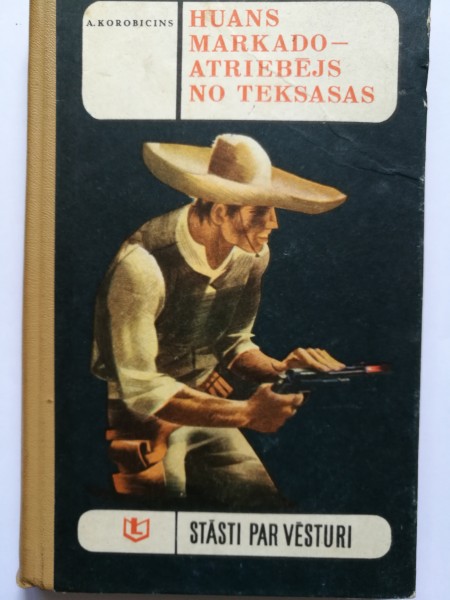 A. KOROBICINS
HUANS
MARKADO—
ATRIEBĒJS
NO TEKSASAS
STĀSTI PAR VĒSTURI